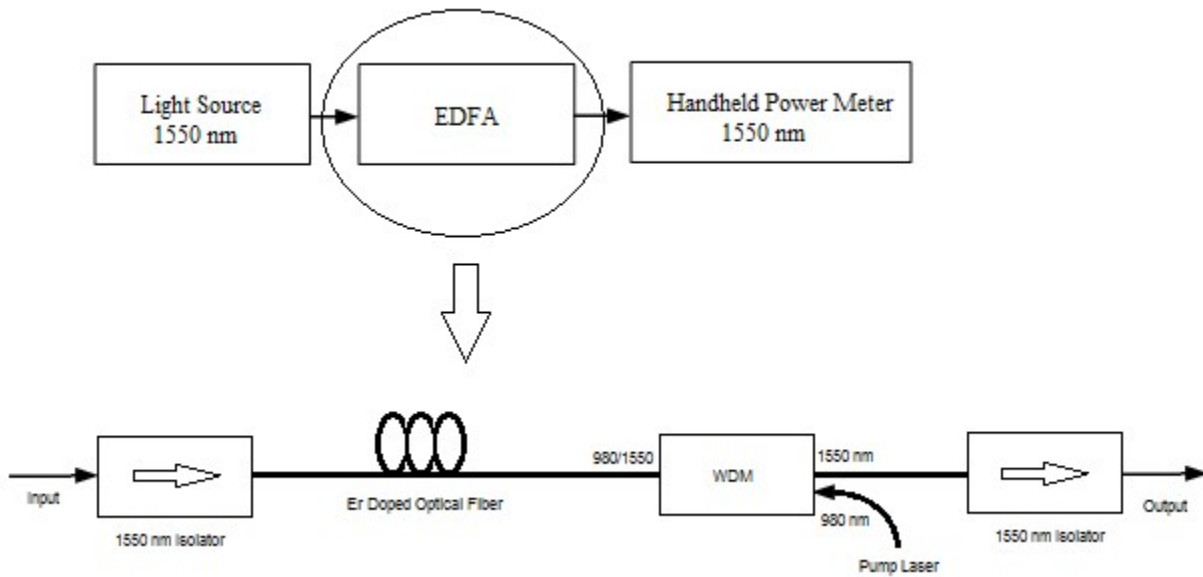 Light Source
1550 nm
EDFA
Handheld Power Meter
1550 nm
980/1550
1550 nm
WDM
Input
Er Doped Optical Fiber
980 nm
Output
1550 nm Isolator
1550 nm Isolator
Pump Laser